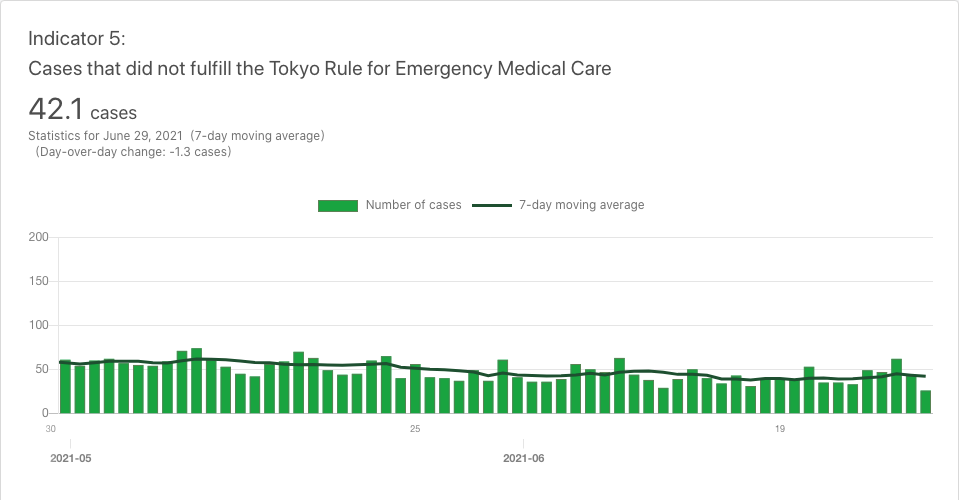 Indicator 5:
Cases that did not fulfill the Tokyo Rule for Emergency Medical Care
42.1 cases
Statistics for June 29, 2021 (7-day moving average)
(Day-over-day change: -1.3 cases)
Number of cases 7-day moving average
200
150
100
50
0
30 25 19
2021-05 2021-06